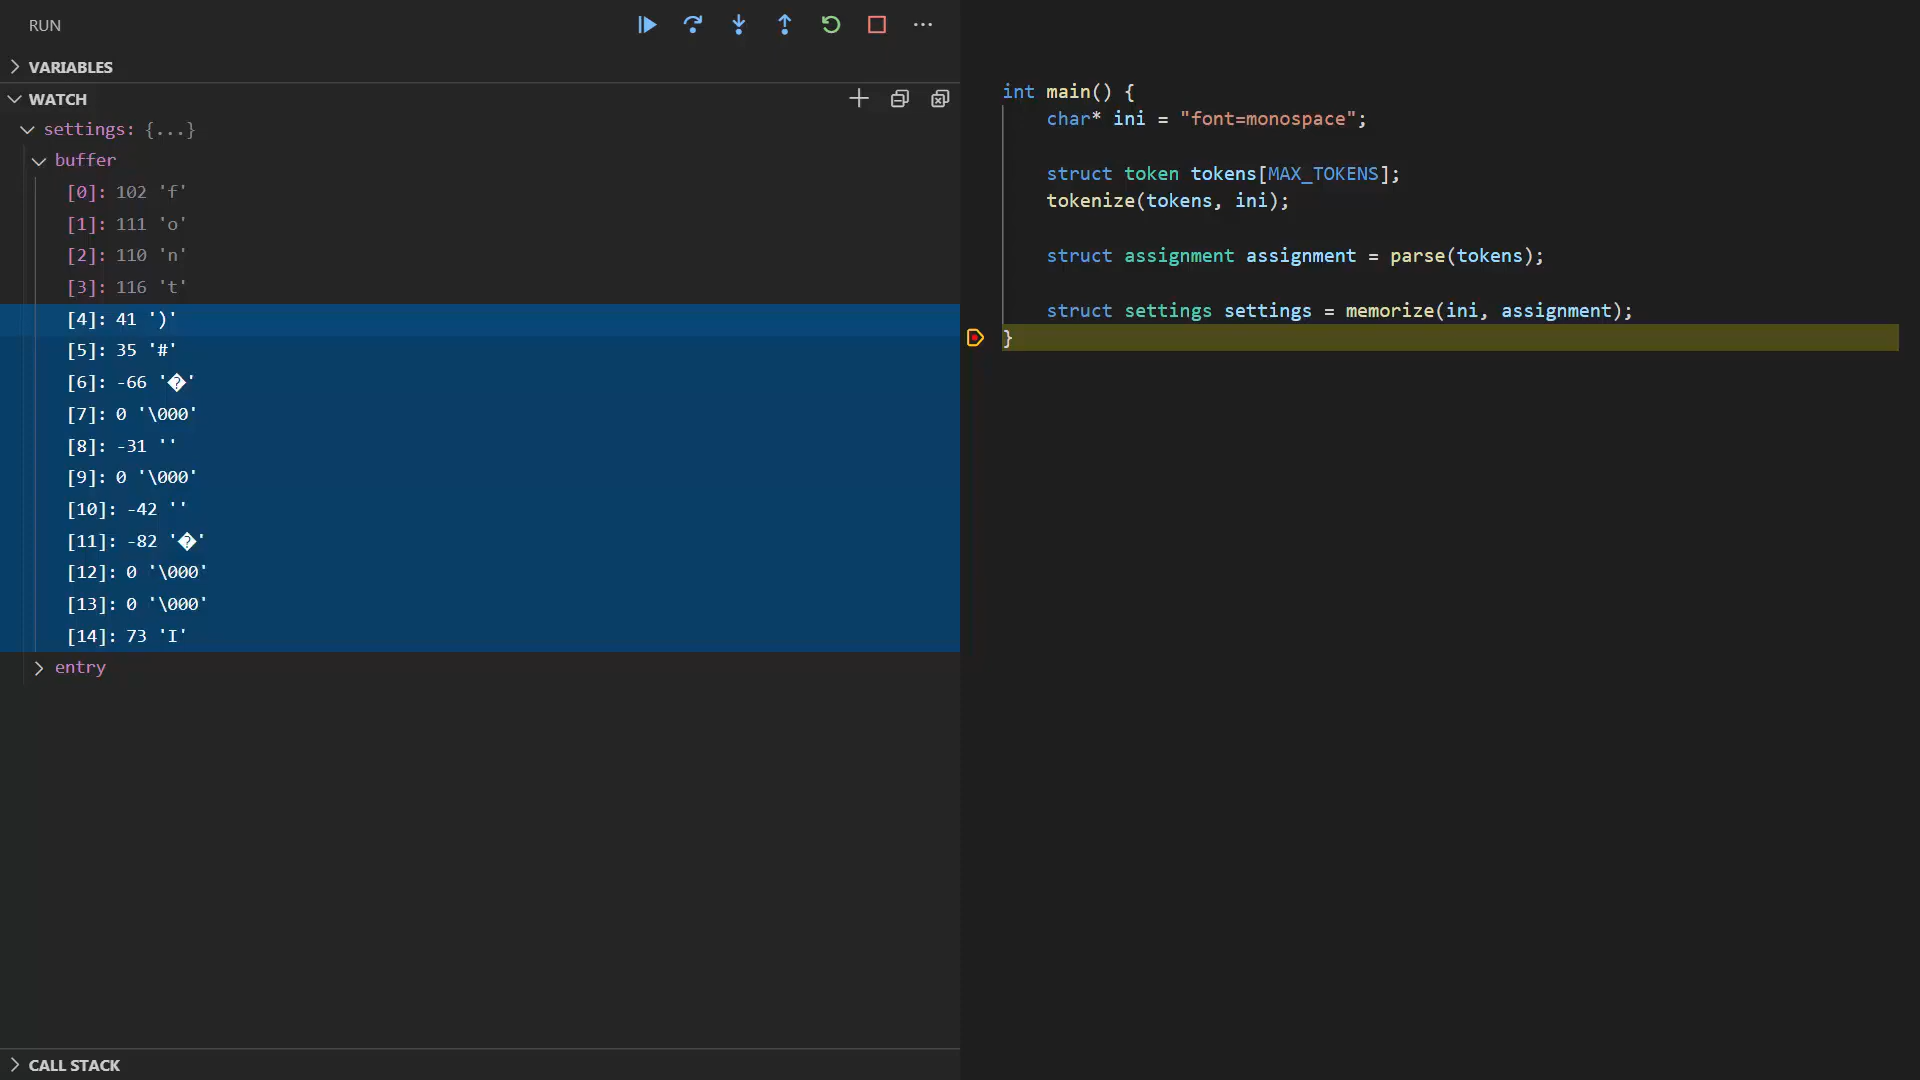 RUN
VARIABLES
WATCH
settings: {...}
buffer
[0]: 102 'f'
[1]: 111 'o'
[2]: 110 'n'
[3]: 116 't'
[4]: 41 ')'
[5]: 35 '#'
[6]: -66 '�'
[7]: 0 '\000'
[8]: -31 ''
[9]: 0 '\000'
[10]: -42 ''
[11]: -82 '�'
[12]: 0 '\000'
[13]: 0 '\000'
[14]: 73 'I'
entry
CALL STACK
int main() {
char* ini = "font=monospace";
struct token tokens[MAX_TOKENS];
tokenize(tokens, ini);
struct assignment assignment = parse(tokens);
struct settings settings = memorize(ini, assignment);
}